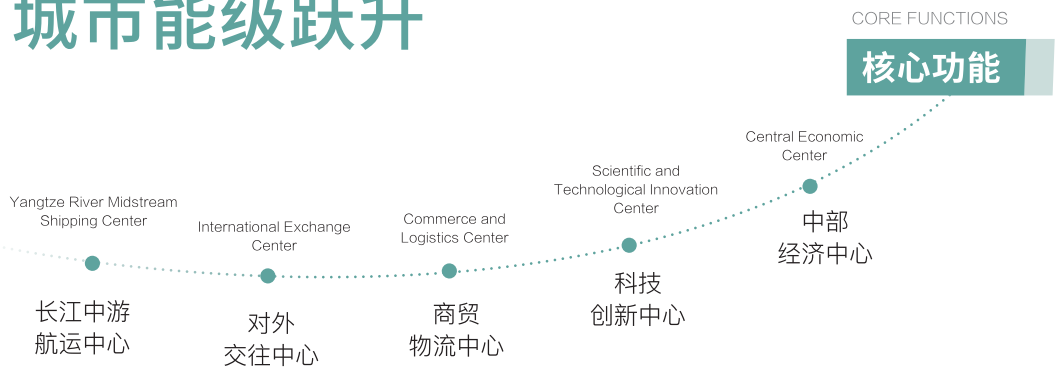 城市能级跃升
CORE FUNCTIONS
核心功能
Central Economic
Center
中部
经济中心
Scientific and
Technological Innovation
Center
科技
创新中心
Commerce and
Logistics Center
商贸
物流中心
International Exchange
Center
对外
交往中心
Yangtze River Midstream
Shipping Center
长江中游
航运中心